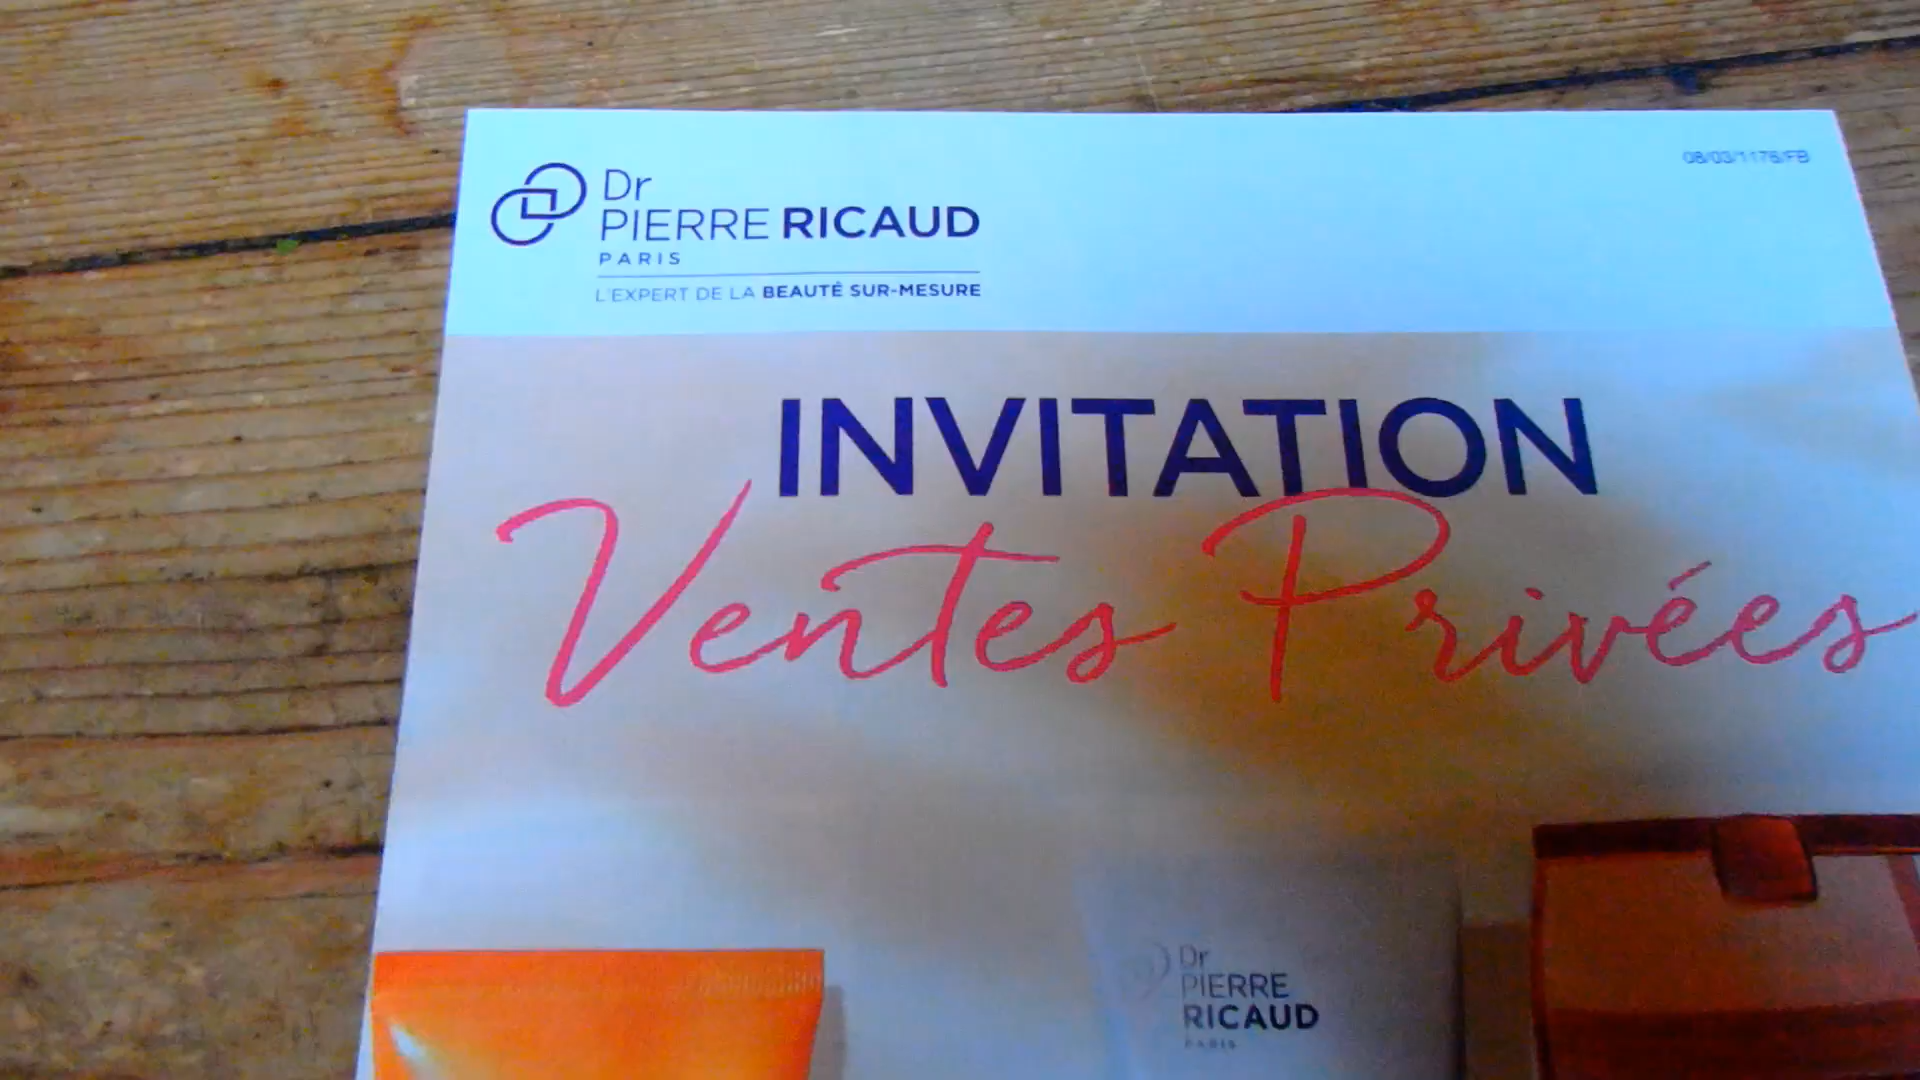 Dr
PIERRE RICAUD
PARIS
L'EXPERT DE LA BEAUTÉ SUR-MESURE
08/03/1176/FB
INVITATION
Ventes Privées
Dr
PIERRE
RICAUD
PARIS